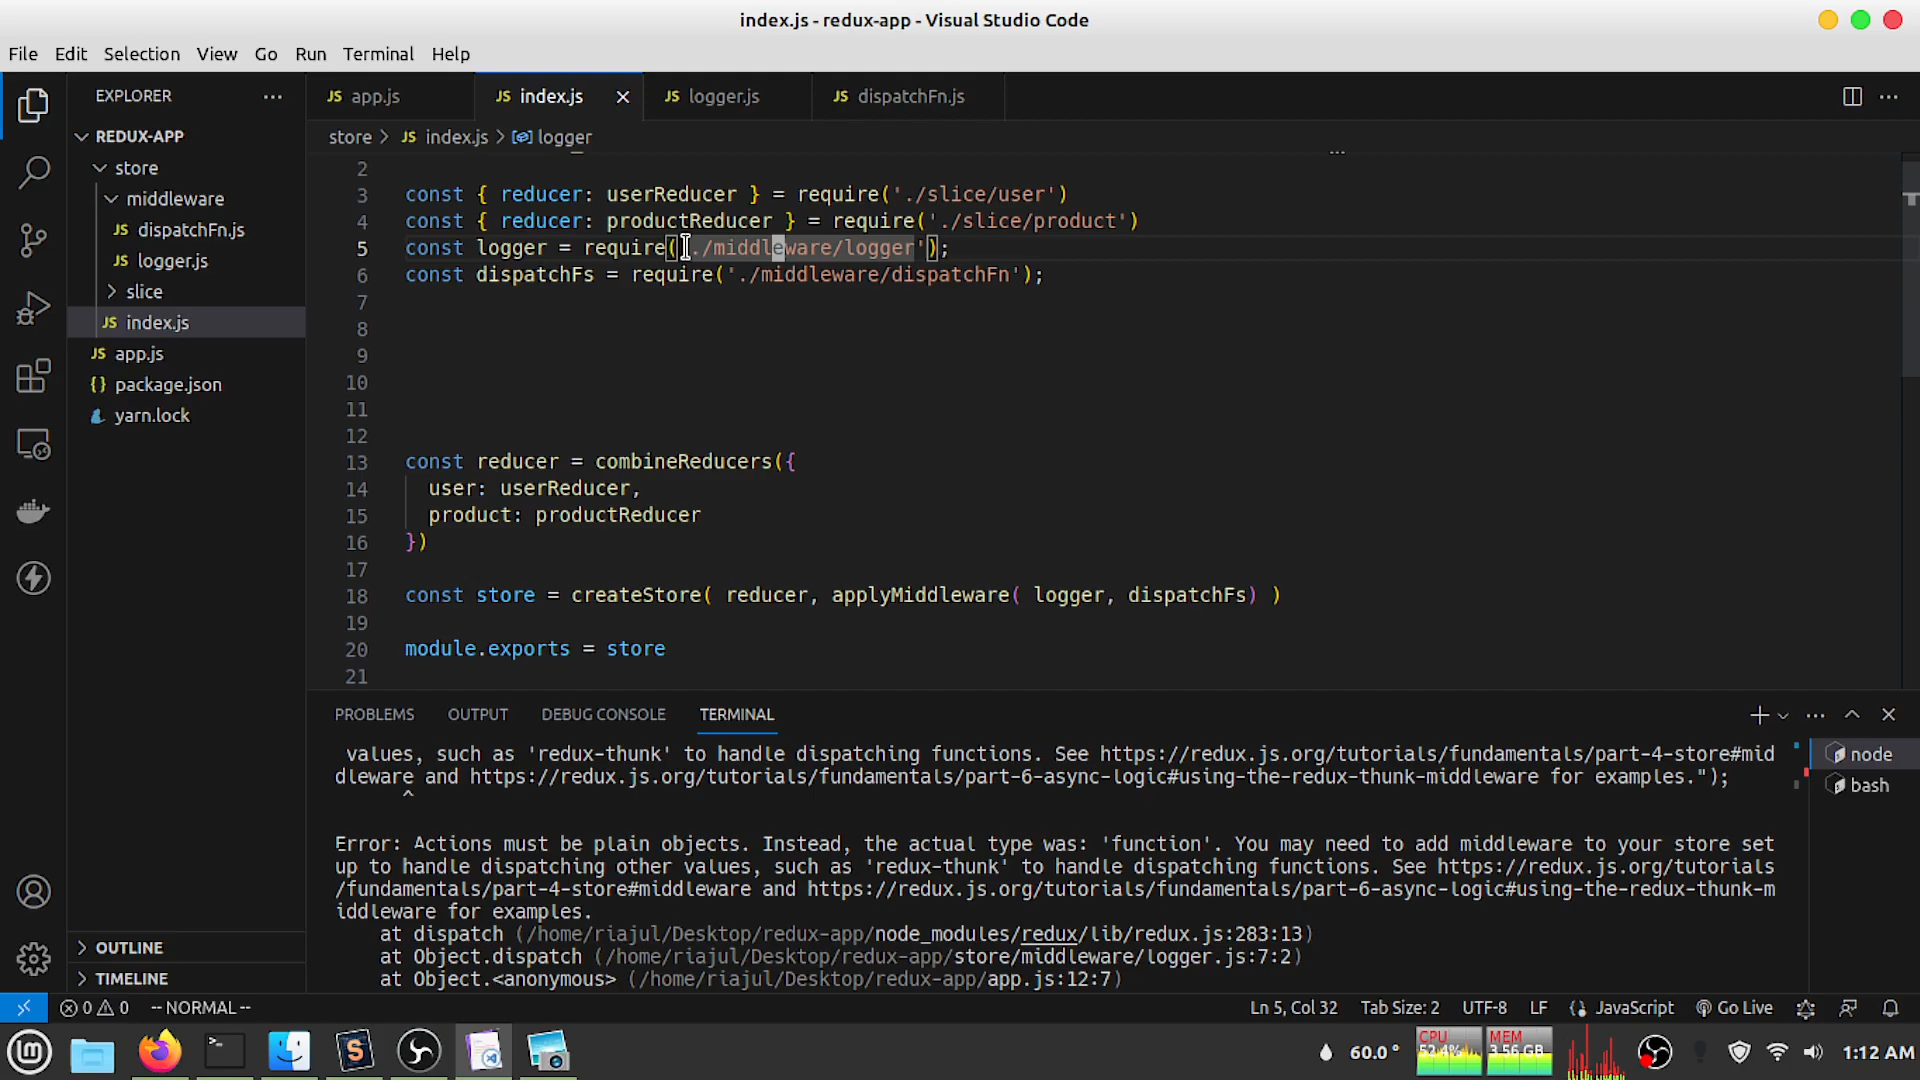 index.js - redux-app - Visual Studio Code
File Edit Selection View Go Run Terminal Help
EXPLORER
REDUX-APP
store
middleware
JS dispatchFn.js
JS logger.js
slice
JS index.js
JS app.js
{} package.json
yarn.lock
OUTLINE
TIMELINE
JS app.js
JS index.js
JS logger.js
JS dispatchFn.js
store > JS index.js > logger
2
3 const { reducer: userReducer } = require('./slice/user')
4 const { reducer: productReducer } = require('./slice/product')
5 const logger = require('./middleware/logger');
6 const dispatchFs = require('./middleware/dispatchFn');
7
8
9
10
11
12
13 const reducer = combineReducers({
14 user: userReducer,
15 product: productReducer
16 })
17
18 const store = createStore( reducer, applyMiddleware( logger, dispatchFs) )
19
20 module.exports = store
21
PROBLEMS OUTPUT DEBUG CONSOLE TERMINAL
values, such as 'redux-thunk' to handle dispatching functions. See https://redux.js.org/tutorials/fundamentals/part-4-store#mid
dleware and https://redux.js.org/tutorials/fundamentals/part-6-async-logic#using-the-redux-thunk-middleware for examples.");
^
Error: Actions must be plain objects. Instead, the actual type was: 'function'. You may need to add middleware to your store set
up to handle dispatching other values, such as 'redux-thunk' to handle dispatching functions. See https://redux.js.org/tutorials
/fundamentals/part-4-store#middleware and https://redux.js.org/tutorials/fundamentals/part-6-async-logic#using-the-redux-thunk-m
iddleware for examples.
at dispatch (/home/riajul/Desktop/redux-app/node_modules/redux/lib/redux.js:283:13)
at Object.dispatch (/home/riajul/Desktop/redux-app/store/middleware/logger.js:7:2)
at Object.<anonymous> (/home/riajul/Desktop/redux-app/app.js:12:7)
node
bash
0 0 -- NORMAL -- Ln 5, Col 32 Tab Size: 2 UTF-8 LF {} JavaScript Go Live
60.0 ° CPU 52.4% MEM 3.56 GB 1:12 AM